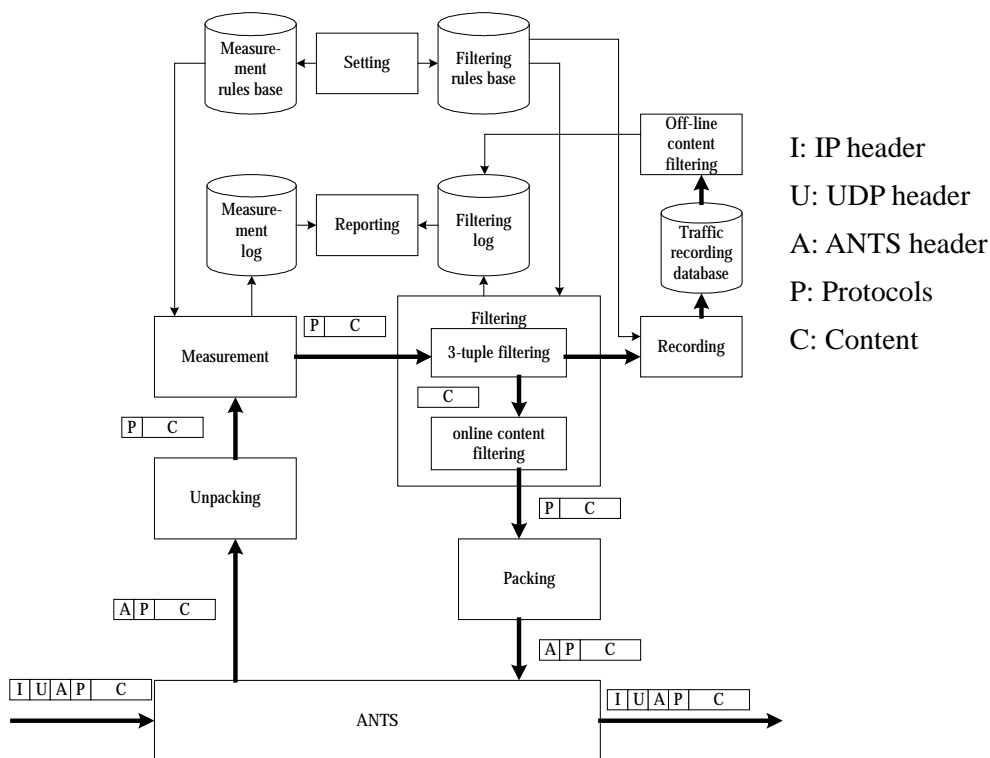 Measure-
ment
rules base
Setting
Filtering
rules base
Off-line
content
filtering
I: IP header
U: UDP header
A: ANTS header
P: Protocols
C: Content
Measure-
ment
log
Reporting
Filtering
log
Traffic
recording
database
P C
Filtering
Measurement
3-tuple filtering
Recording
C
P C
online content
filtering
Unpacking
P C
Packing
A P C
A P C
I U A P C
I U A P C
ANTS